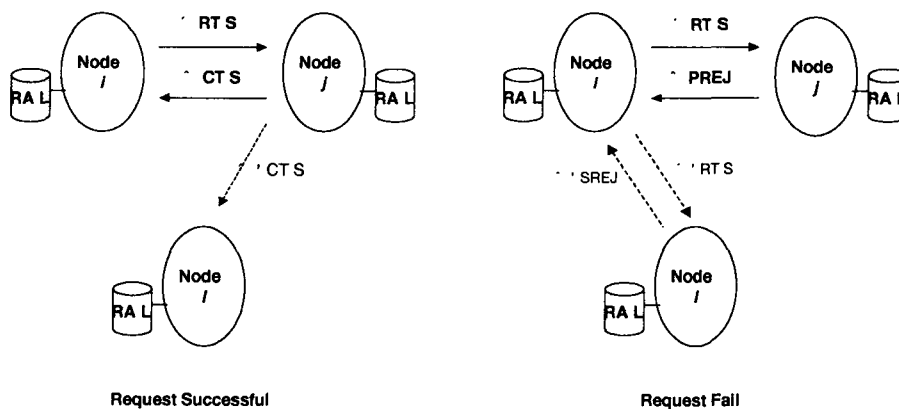 RT S
Node
i
CT S
Node
j
RA L
RA L
CT S
Node
l
RA L
Request Successful
RT S
Node
i
PREJ
Node
j
RA L
RA L
SREJ
RT S
Node
l
RA L
Request Fail